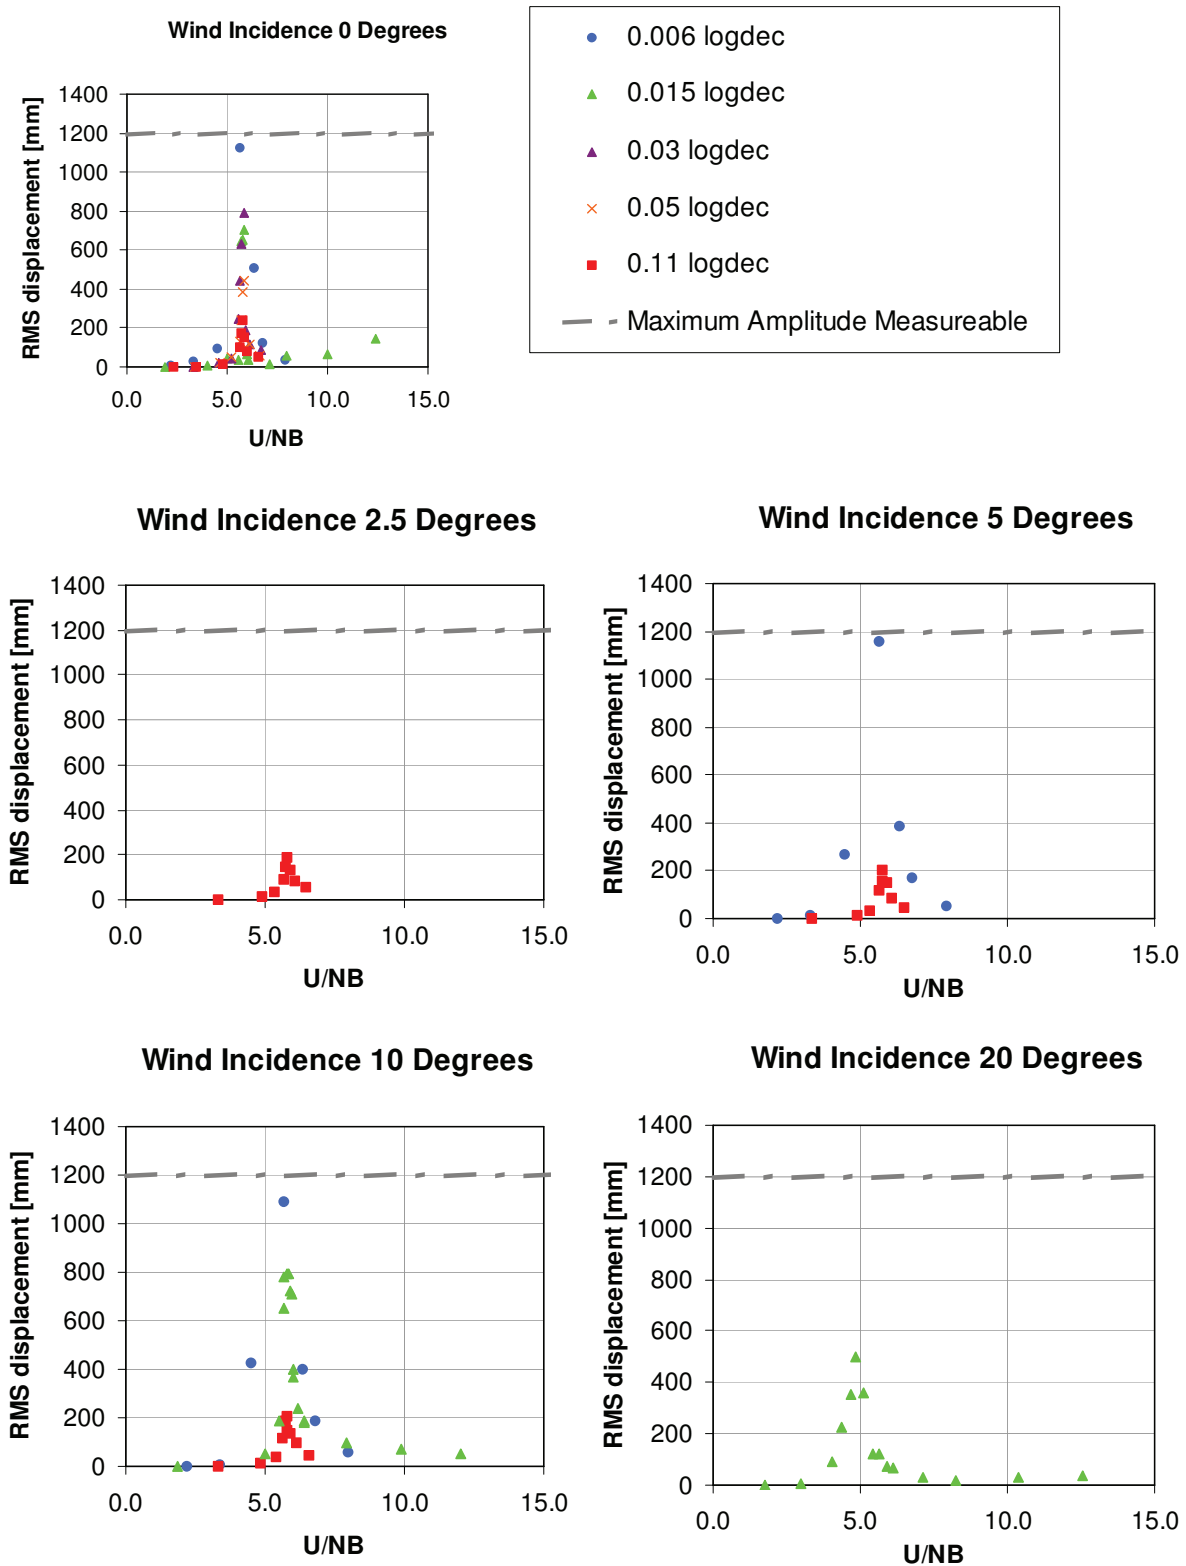 Wind Incidence 0 Degrees
0.006 logdec
0.015 logdec
0.03 logdec
0.05 logdec
0.11 logdec
Maximum Amplitude Measureable
RMS displacement [mm]
1400
1200
1000
800
600
400
200
0
0.0 5.0 10.0 15.0
U/NB
Wind Incidence 2.5 Degrees
RMS displacement [mm]
1400
1200
1000
800
600
400
200
0
0.0 5.0 10.0 15.0
U/NB
Wind Incidence 5 Degrees
RMS displacement [mm]
1400
1200
1000
800
600
400
200
0
0.0 5.0 10.0 15.0
U/NB
Wind Incidence 10 Degrees
RMS displacement [mm]
1400
1200
1000
800
600
400
200
0
0.0 5.0 10.0 15.0
U/NB
Wind Incidence 20 Degrees
RMS displacement [mm]
1400
1200
1000
800
600
400
200
0
0.0 5.0 10.0 15.0
U/NB